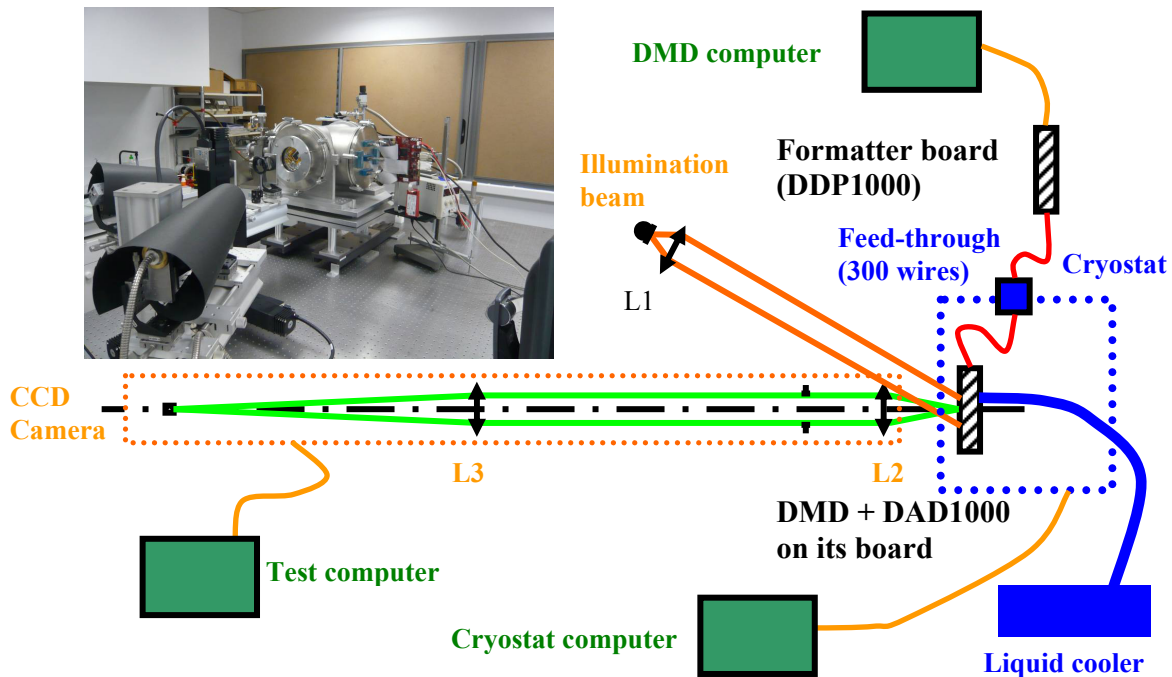 DMD computer
Illumination
beam
Formatter board
(DDP1000)
Feed-through
(300 wires)
Cryostat
L1
CCD
Camera
L3
L2
DMD + DAD1000
on its board
Test computer
Cryostat computer
Liquid cooler